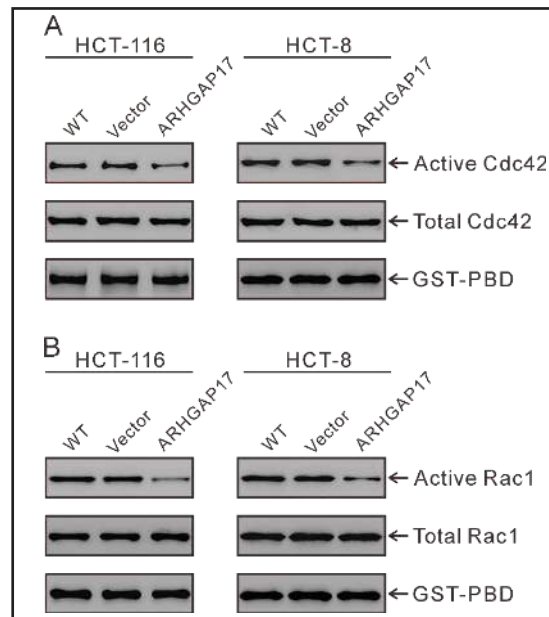 A
HCT-116 HCT-8
WT Vector ARHGAP17 WT Vector ARHGAP17
←Active Cdc42
←Total Cdc42
←GST-PBD
B
HCT-116 HCT-8
WT Vector ARHGAP17 WT Vector ARHGAP17
←Active Rac1
←Total Rac1
←GST-PBD